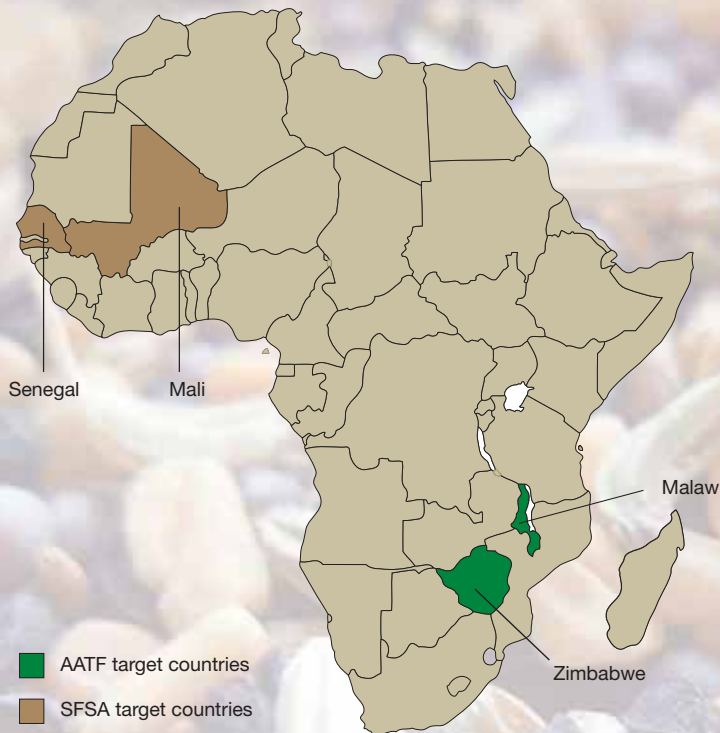 Senegal
Mali
Malaw
Zimbabwe
AATF target countries
SFSA target countries